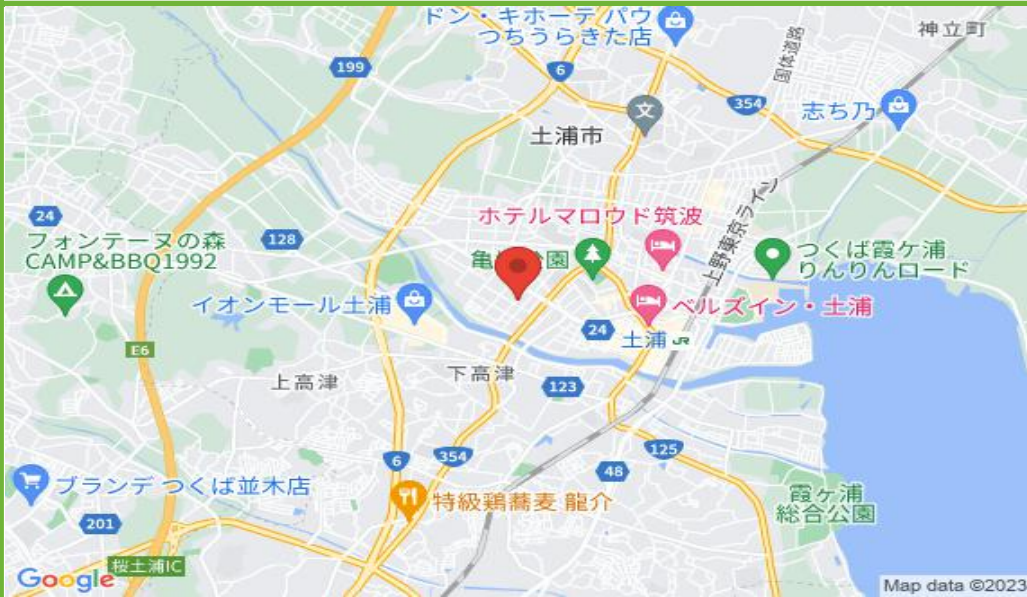 ドン・キホーテ パウ
つちうらきた店
神立町
国体道路
199
6
354
志ち乃
文
土浦市
上野東京ライン
24
128
フォンテーヌの森
CAMP&BBQ1992
ホテルマロウド筑波
亀
公園
つくば霞ケ浦
りんりんロード
イオンモール土浦
ベルズイン・土浦
24
土浦 JR
E6
上高津
下高津
123
6
354
125
48
ブランデ つくば並木店
特級鶏蕎麦 龍介
霞ヶ浦
総合公園
201
桜土浦IC
Google
Map data ©2023